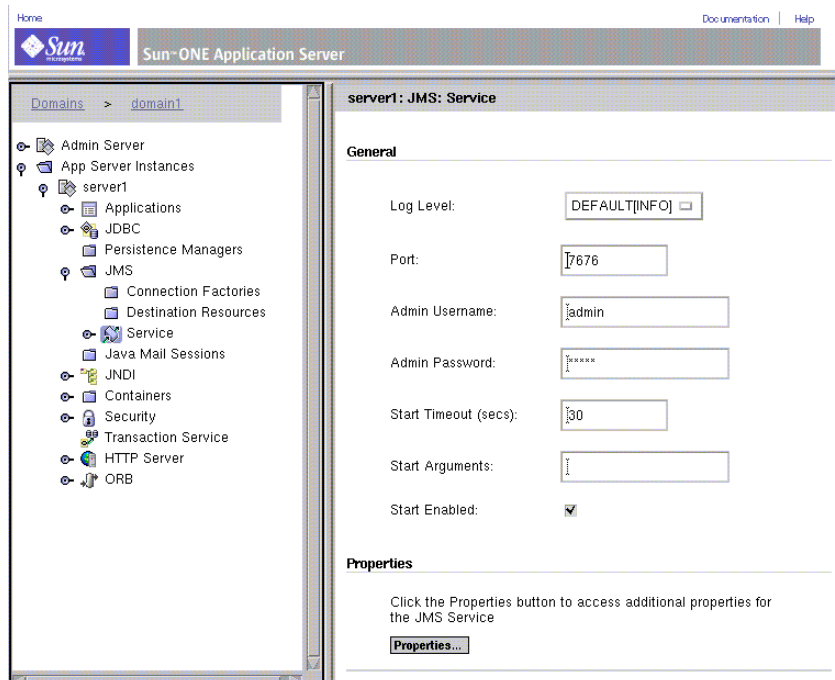 Home
Documentation | Help
Sun
microsystems
Sun™ONE Application Server
Domains > domain1
Admin Server
App Server Instances
server1
Applications
JDBC
Persistence Managers
JMS
Connection Factories
Destination Resources
Service
Java Mail Sessions
JNDI
Containers
Security
Transaction Service
HTTP Server
ORB
server1: JMS: Service
General
Log Level: DEFAULT[INFO]
Port: 7676
Admin Username: admin
Admin Password: *****
Start Timeout (secs): 30
Start Arguments:
Start Enabled:
Properties
Click the Properties button to access additional properties for
the JMS Service
Properties...